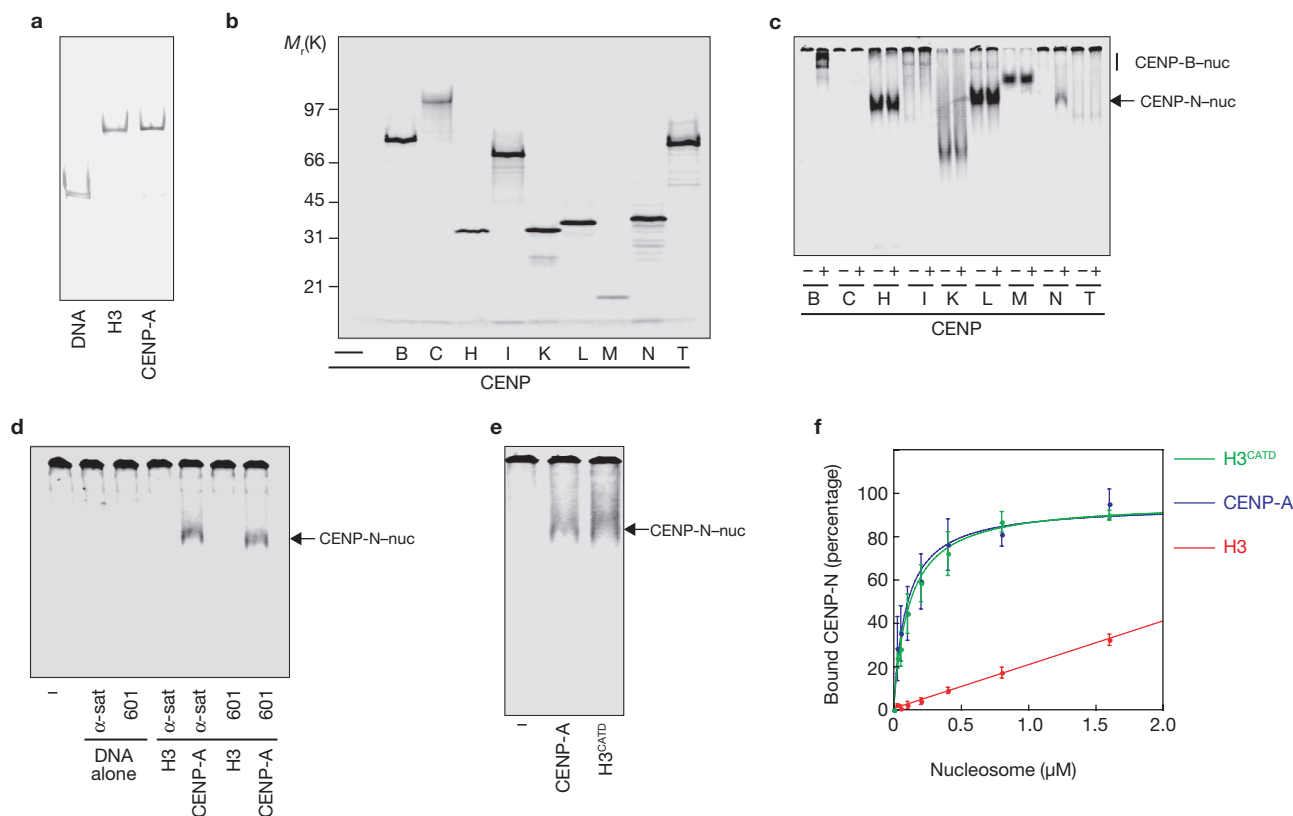 a
DNA
H3
CENP-A
b
Mr(K)
97
66
45
31
21
— B C H I K L M N T
CENP
c
CENP-B–nuc
CENP-N–nuc
– + – + – + – + – + – + – + – + – +
B C H I K L M N T
CENP
d
CENP-N–nuc
– α-sat 601 α-sat α-sat 601 601
DNA alone H3 CENP-A H3 CENP-A
e
CENP-N–nuc
– CENP-A H3CATD
f
Bound CENP-N (percentage)
100
80
60
40
20
0
0 0.5 1.0 1.5 2.0
Nucleosome (µM)
H3CATD
CENP-A
H3